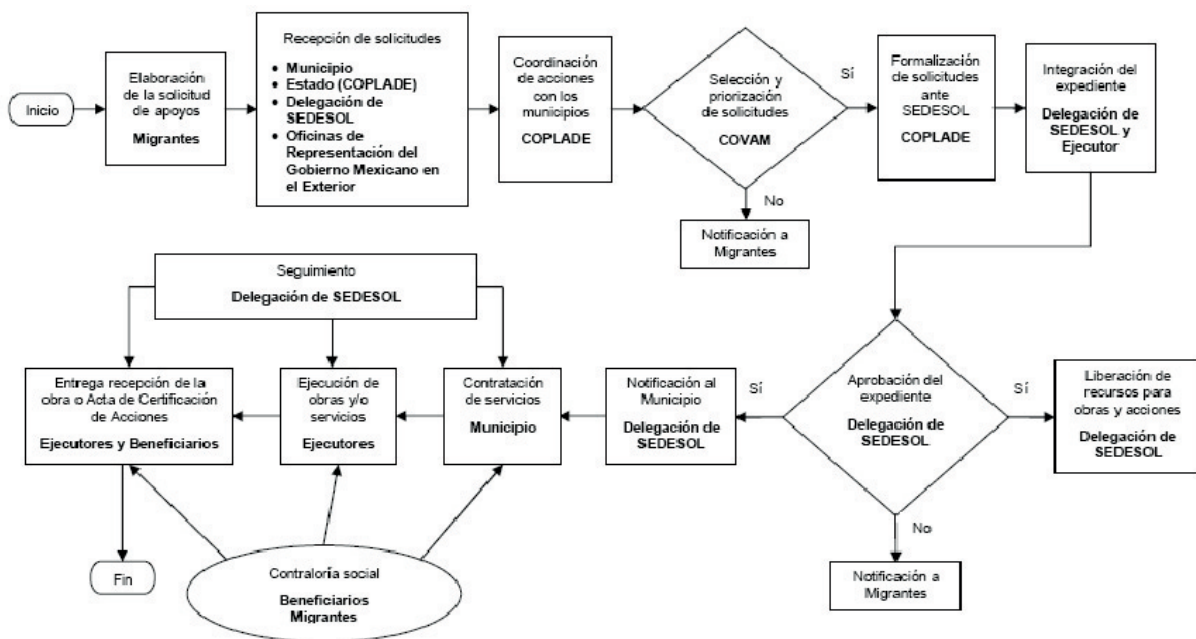 Inicio
Elaboración
de la solicitud
de apoyos
Migrantes
Recepción de solicitudes
• Municipio
• Estado (COPLADE)
• Delegación de
SEDESOL
• Oficinas de
Representación del
Gobierno Mexicano en
el Exterior
Coordinación
de acciones
con los
municipios
COPLADE
Selección y
priorización
de solicitudes
COVAM
Sí
No
Notificación a
Migrantes
Formalización
de solicitudes
ante
SEDESOL
COPLADE
Integración del
expediente
Delegación de
SEDESOL y
Ejecutor
Aprobación del
expediente
Delegación de
SEDESOL
Sí
Liberación de
recursos para
obras y acciones
Delegación de
SEDESOL
No
Notificación a
Migrantes
Sí
Notificación al
Municipio
Delegación de
SEDESOL
Contratación
de servicios
Municipio
Ejecución de
obras y/o
servicios
Ejecutores
Entrega recepción de la
obra o Acta de Certificación
de Acciones
Ejecutores y Beneficiarios
Seguimiento
Delegación de SEDESOL
Contraloría social
Beneficiarios
Migrantes
Fin